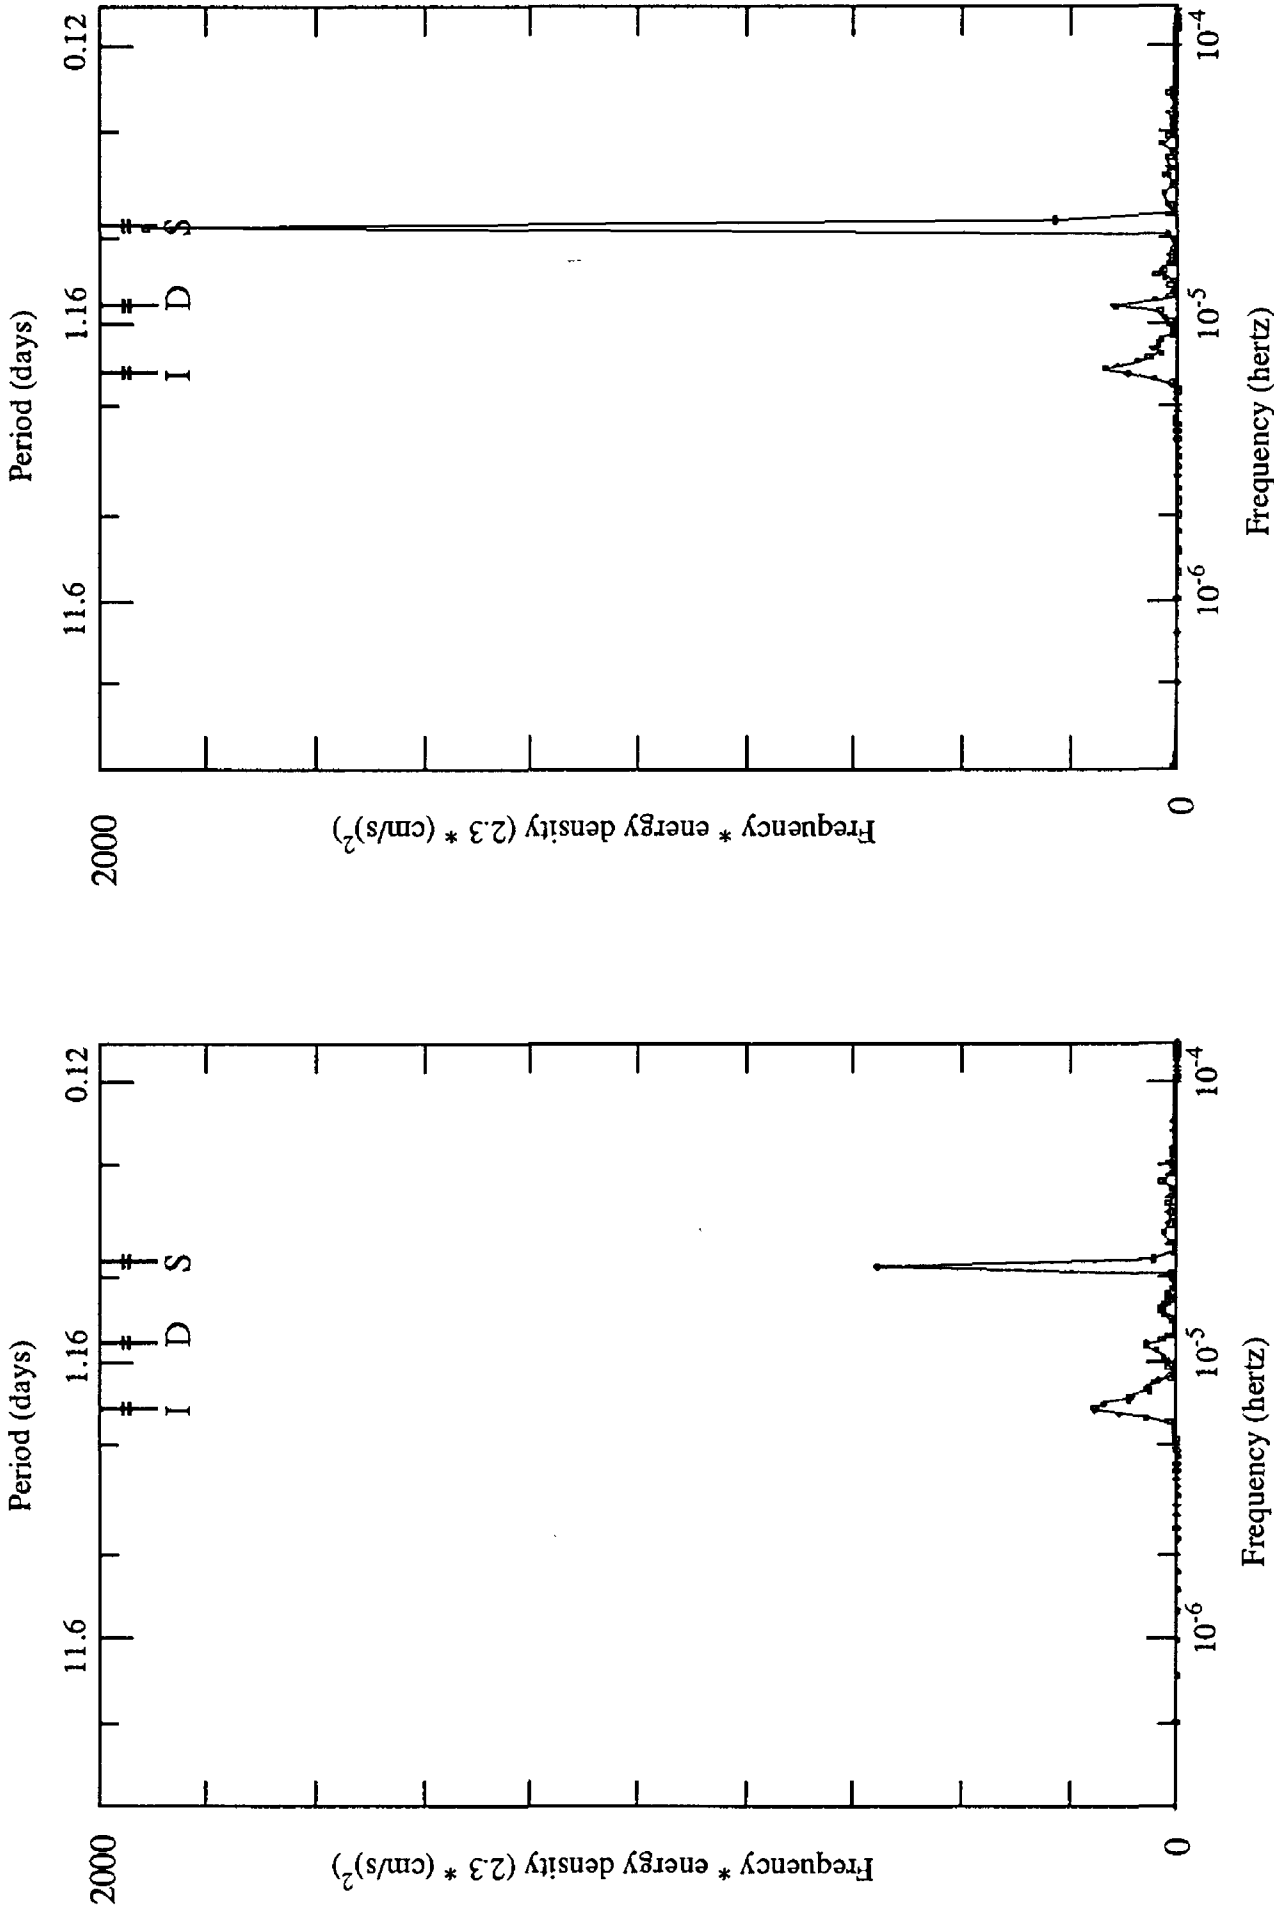 Period (days)
11.6 1.16 0.12
I D S
2000
Frequency * energy density (2.3 * (cm/s)²)
0
10⁻⁶ 10⁻⁵ 10⁻⁴
Frequency (hertz)
Period (days)
11.6 1.16 0.12
I D S
2000
Frequency * energy density (2.3 * (cm/s)²)
0
10⁻⁶ 10⁻⁵ 10⁻⁴
Frequency (hertz)